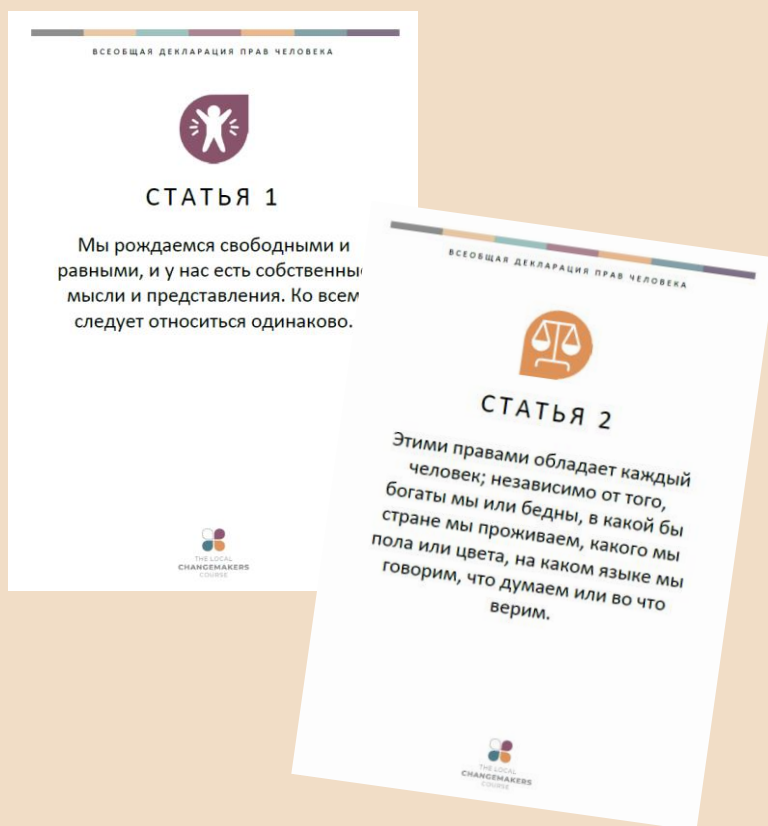 ВСЕОБЩАЯ ДЕКЛАРАЦИЯ ПРАВ ЧЕЛОВЕКА
СТАТЬЯ 1
Мы рождаемся свободными и
равными, и у нас есть собственные
мысли и представления. Ко всем
следует относиться одинаково.
THE LOCAL
CHANGEMAKERS
COURSE
ВСЕОБЩАЯ ДЕКЛАРАЦИЯ ПРАВ ЧЕЛОВЕКА
СТАТЬЯ 2
Этими правами обладает каждый
человек; независимо от того,
богаты мы или бедны, в какой бы
стране мы проживаем, какого мы
пола или цвета, на каком языке мы
говорим, что думаем или во что
верим.
THE LOCAL
CHANGEMAKERS
COURSE